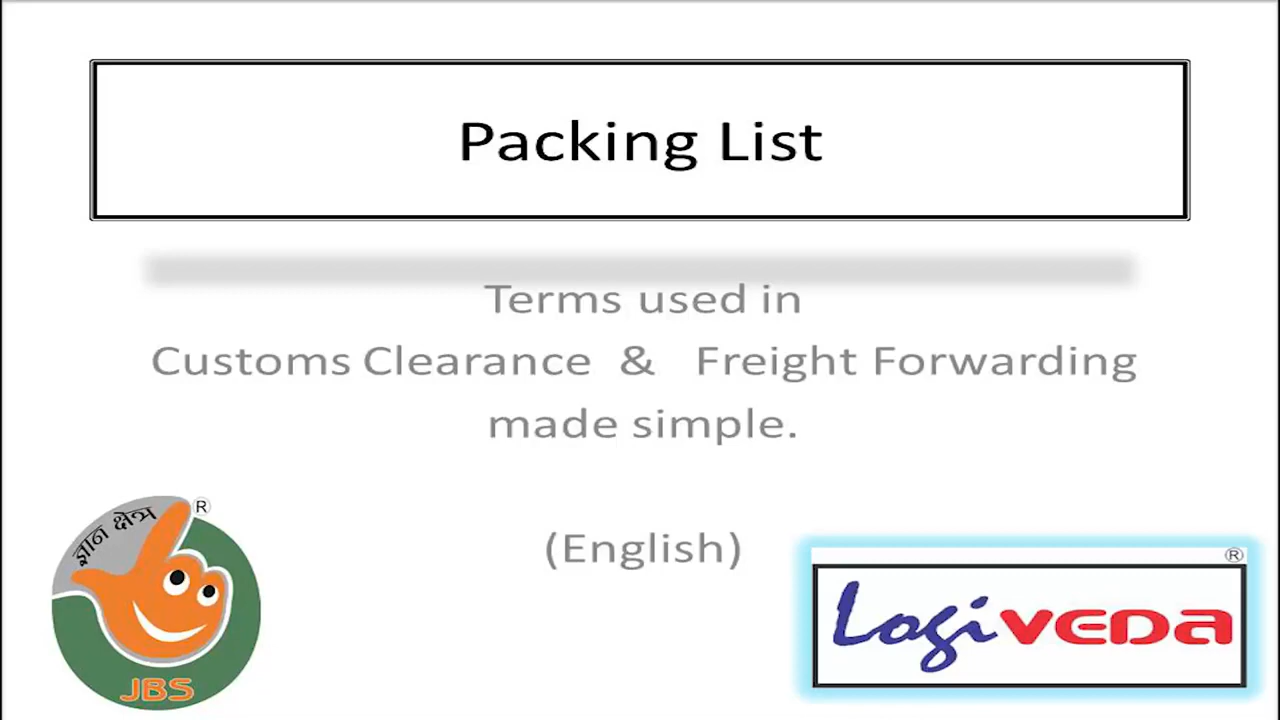 Packing List
Terms used in
Customs Clearance & Freight Forwarding
made simple.
(English)
ज्ञान क्षेत्र
®
JBS
®
LogiVEDa